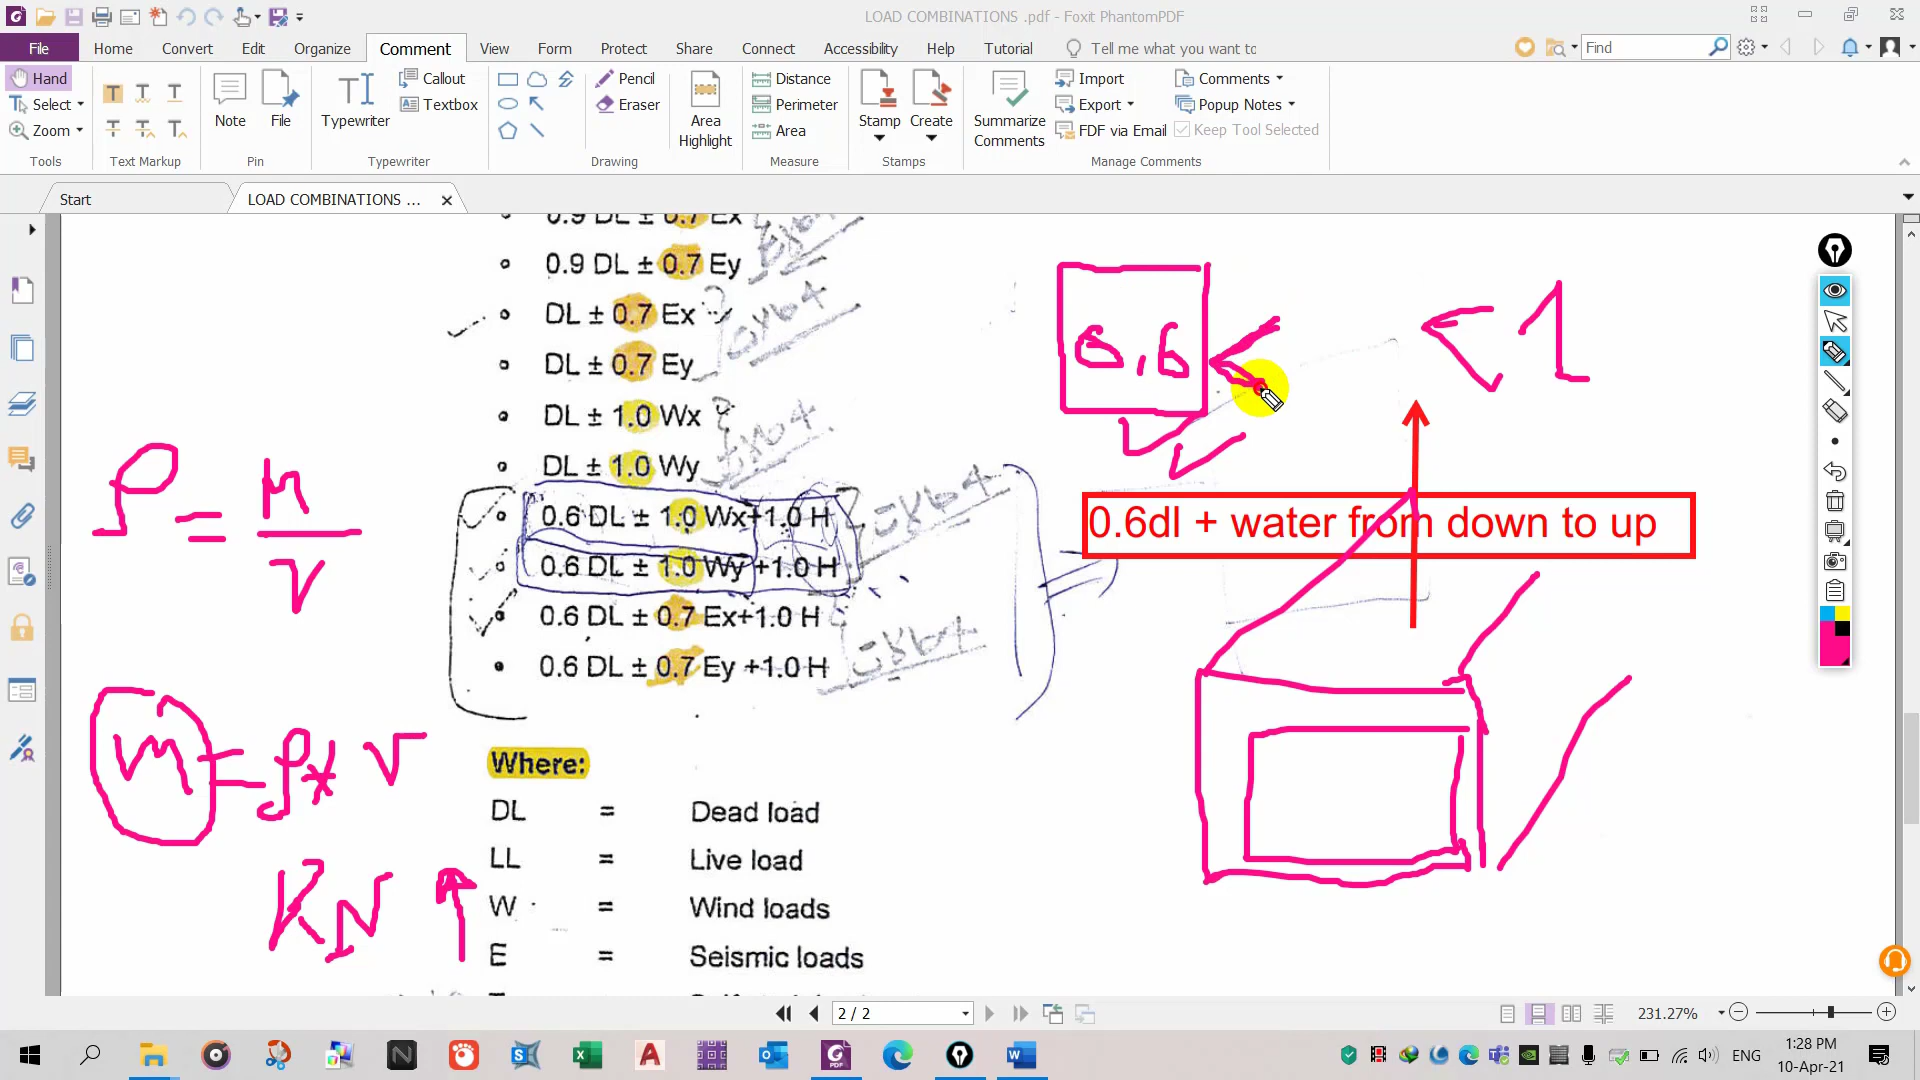 LOAD COMBINATIONS .pdf - Foxit PhantomPDF
File Home Convert Edit Organize Comment View Form Protect Share Connect Accessibility Help Tutorial Tell me what you want to Find
Hand
Select
Zoom
Tools
Text Markup
Note File
Pin
Typewriter
Callout
Textbox
Typewriter
Pencil
Eraser
Drawing
Area Highlight
Distance
Perimeter
Area
Measure
Stamp Create
Stamps
Summarize Comments
Import
Export
FDF via Email
Comments
Popup Notes
Keep Tool Selected
Manage Comments
Start LOAD COMBINATIONS ...
0.9 DL ± 0.7 Ex
0.9 DL ± 0.7 Ey
DL ± 0.7 Ex
DL ± 0.7 Ey
DL ± 1.0 Wx
DL ± 1.0 Wy
0.6 DL ± 1.0 Wx+1.0 H
0.6 DL ± 1.0 Wy +1.0 H
0.6 DL ± 0.7 Ex+1.0 H
0.6 DL ± 0.7 Ey +1.0 H
Where:
DL = Dead load
LL = Live load
W = Wind loads
E = Seismic loads
0.6 < 1
0.6dl + water from down to up
m
KN
2 / 2
231.27%
ENG
1:28 PM
10-Apr-21